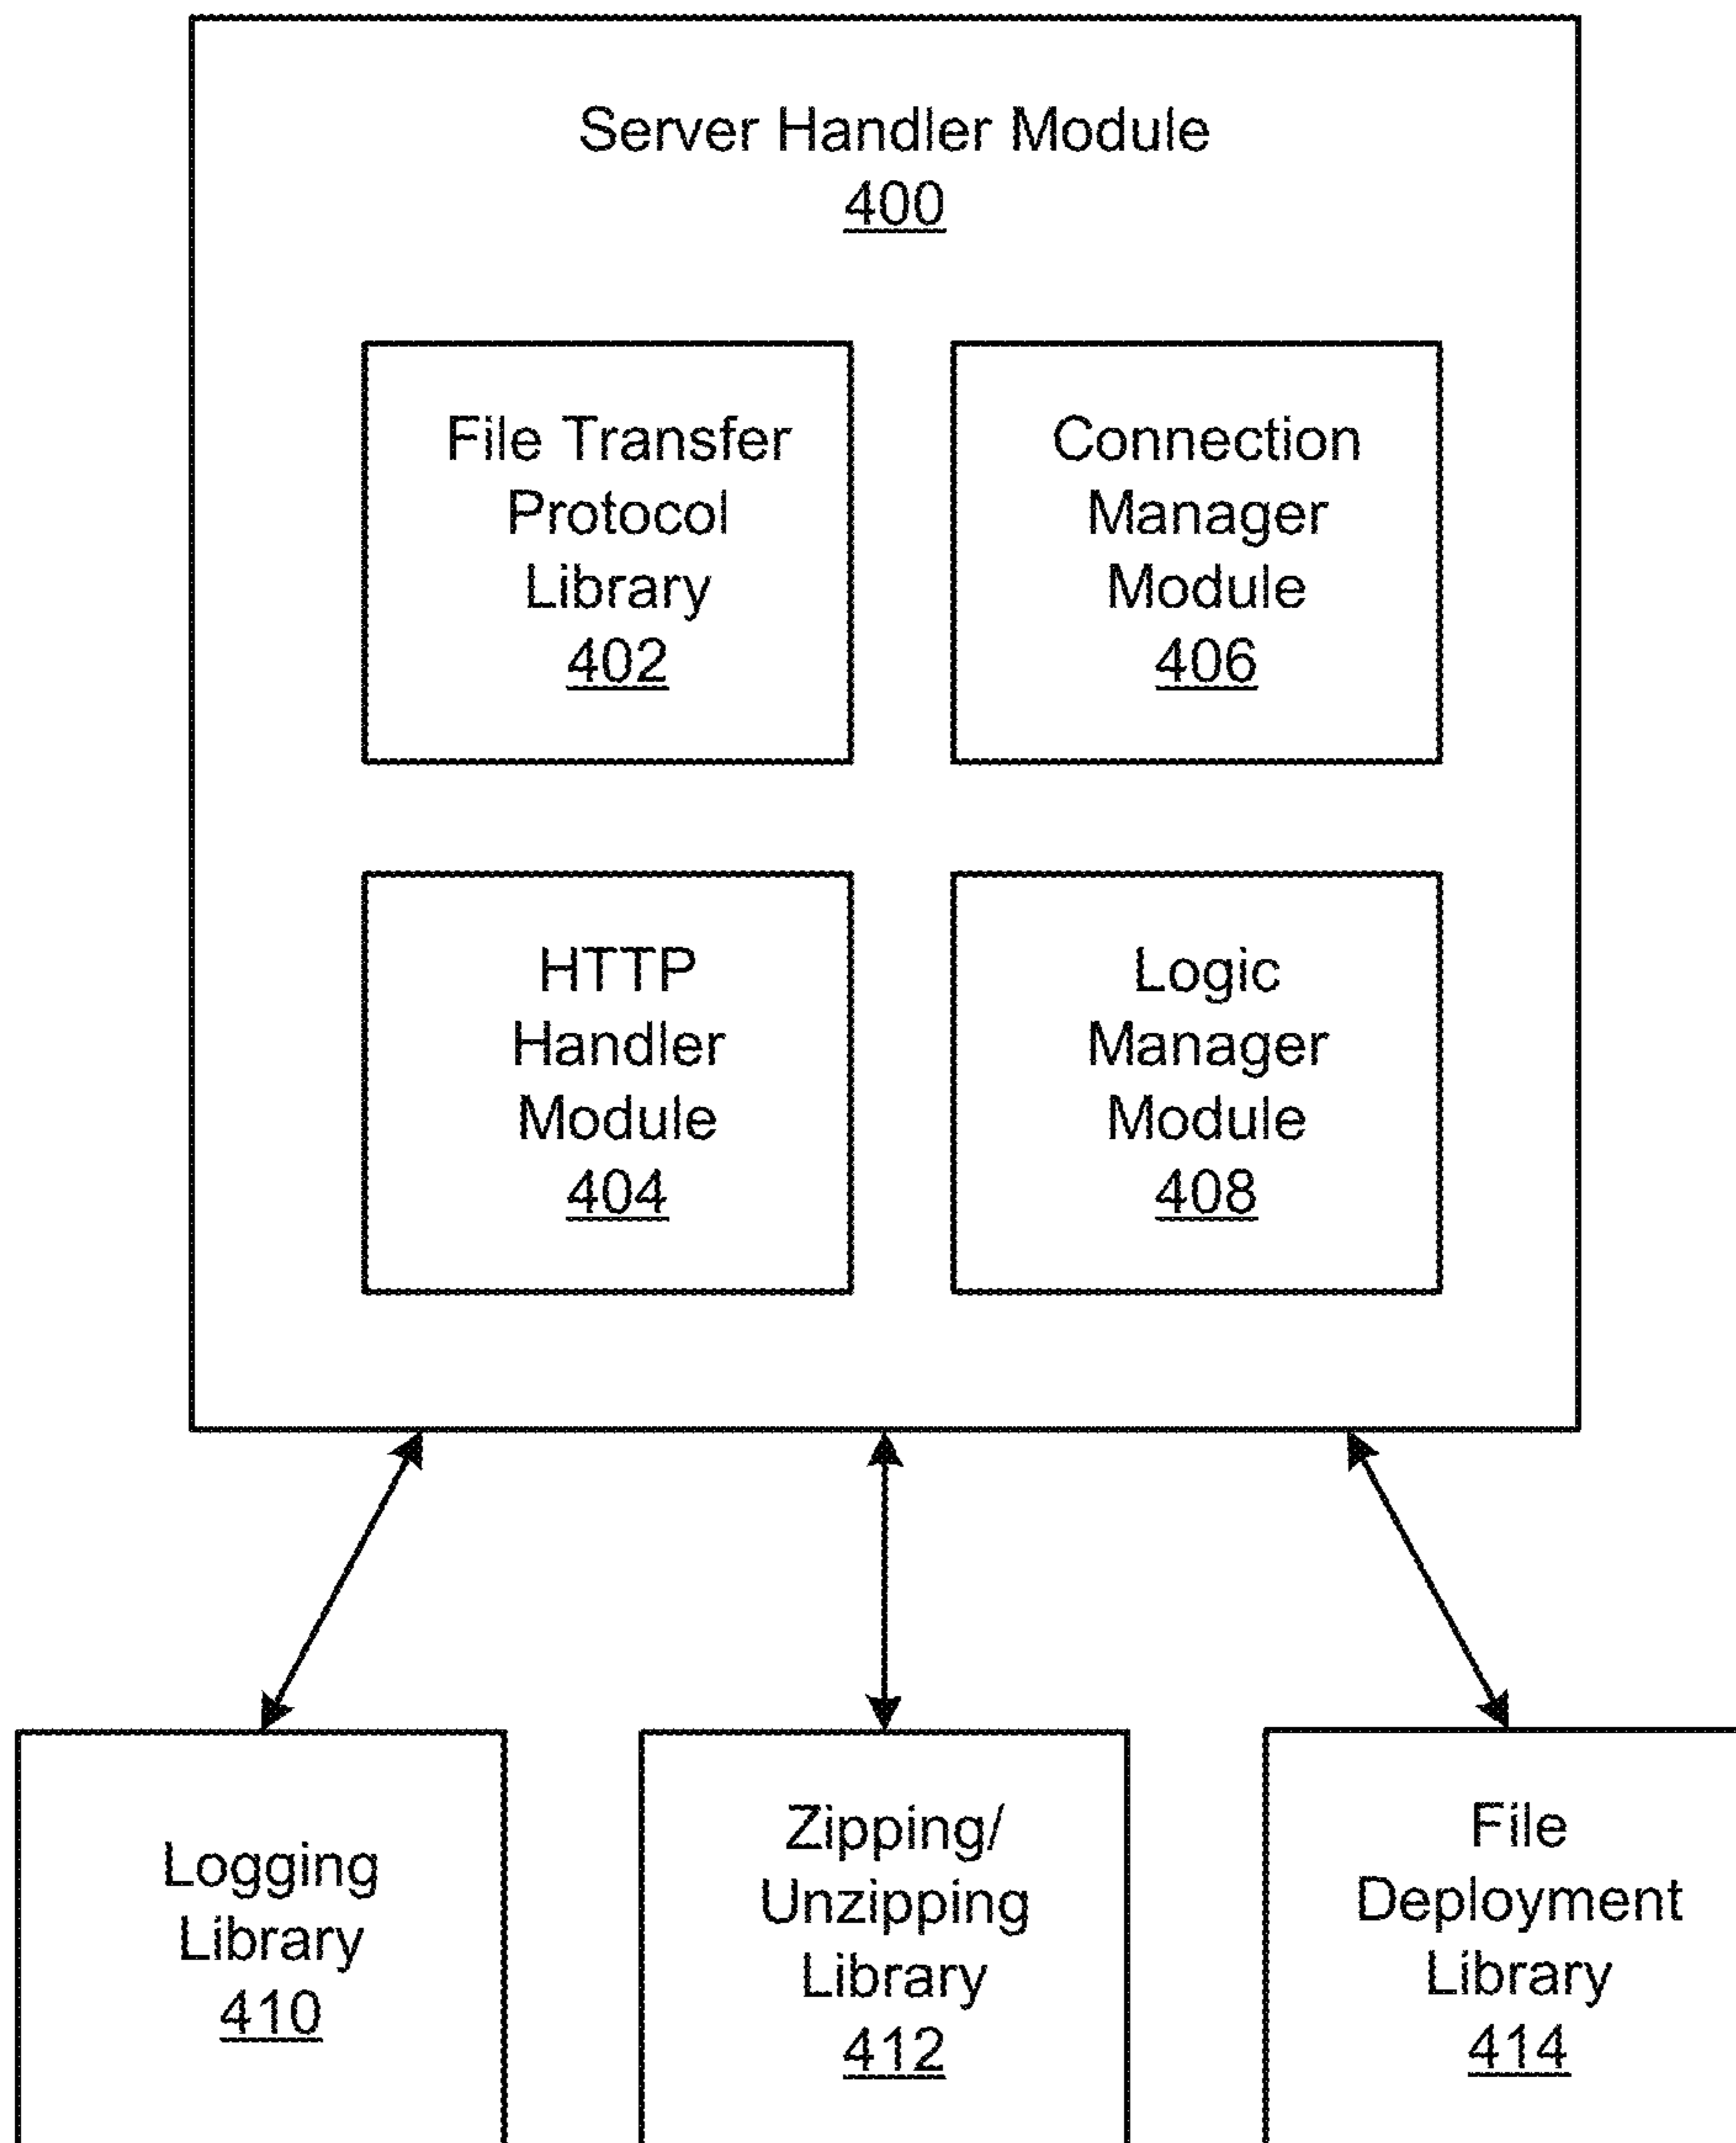 Server Handler Module
400
File Transfer
Protocol
Library
402
Connection
Manager
Module
406
HTTP
Handler
Module
404
Logic
Manager
Module
408
Logging
Library
410
Zipping/
Unzipping
Library
412
File
Deployment
Library
414